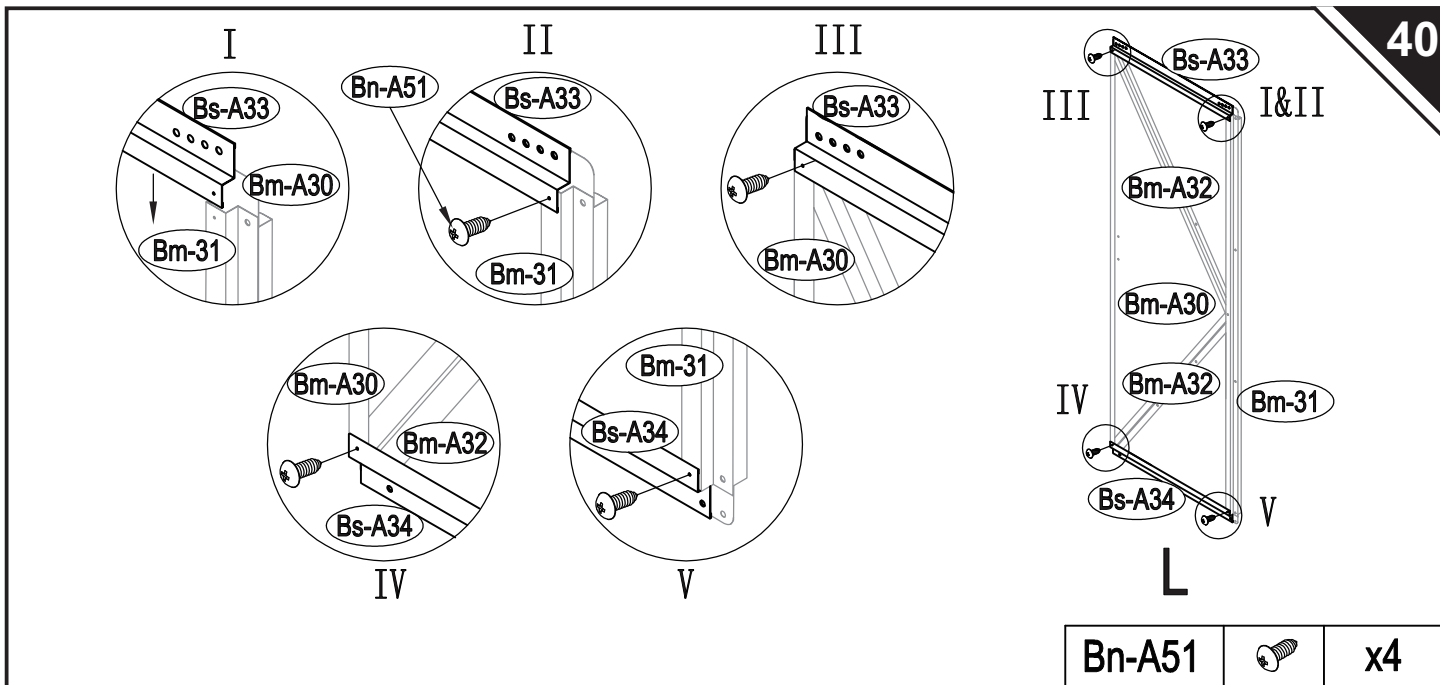 40
I
II
III
Bs-A33
Bm-A30
Bm-31
Bn-A51
Bs-A33
Bm-31
Bs-A33
Bm-A30
Bm-A30
Bm-A32
Bs-A34
IV
Bm-31
Bs-A34
V
Bs-A33
III
I&II
Bm-A32
Bm-A30
Bm-A32
IV
Bm-31
Bs-A34
V
L
Bn-A51 x4